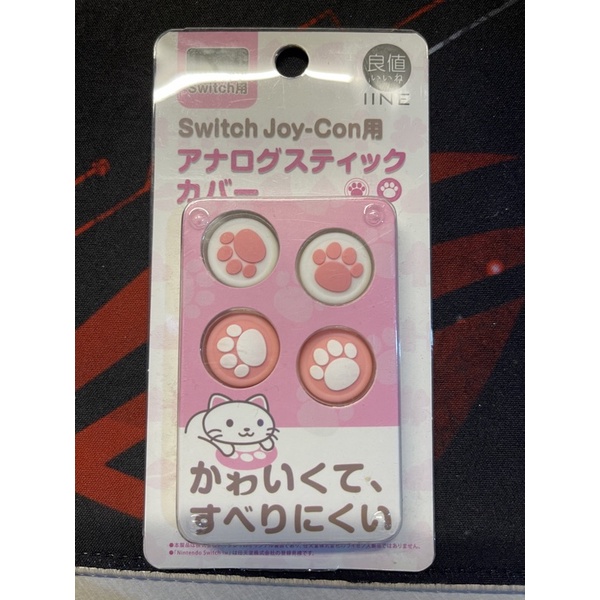 Switch用
良値
いいね
IINE
Switch Joy-Con用
アナログスティック
カバー
かわいくて、
すべりにくい